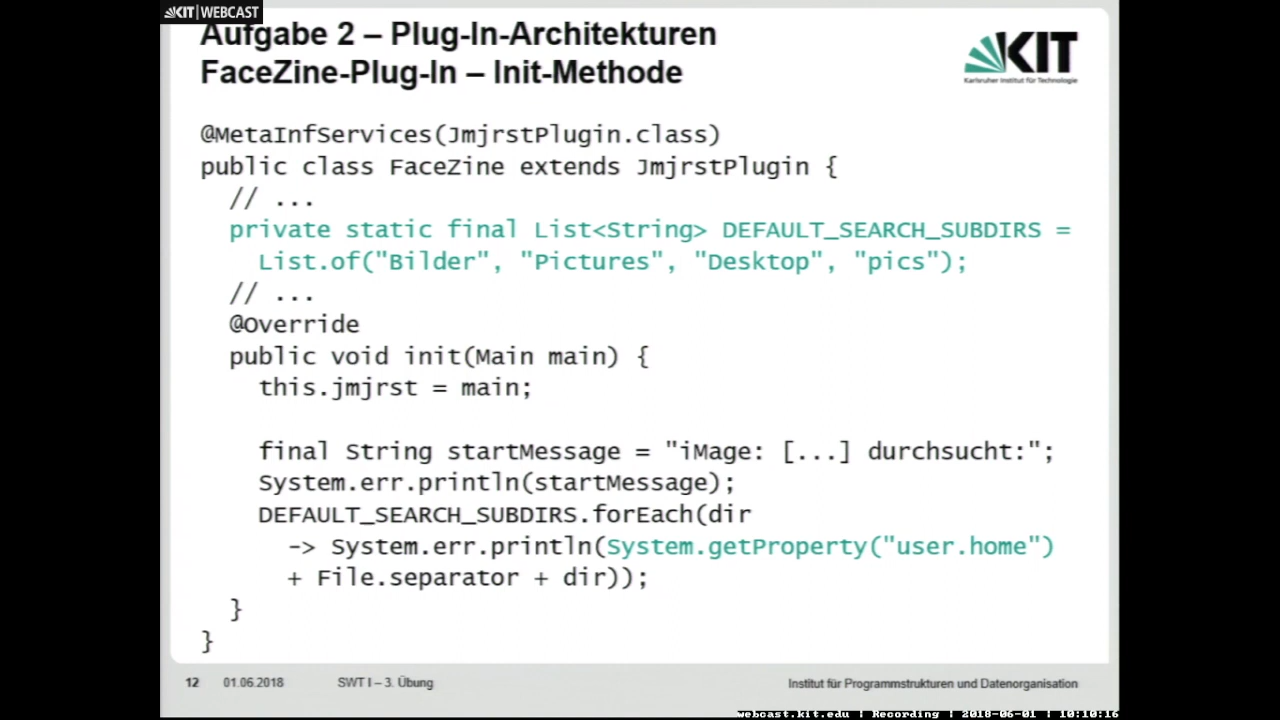 KIT | WEBCAST
Aufgabe 2 – Plug-In-Architekturen
FaceZine-Plug-In – Init-Methode
KIT
Karlsruher Institut für Technologie
@MetaInfServices(JmjrstPlugin.class)
public class FaceZine extends JmjrstPlugin {
// ...
private static final List<String> DEFAULT_SEARCH_SUBDIRS =
List.of("Bilder", "Pictures", "Desktop", "pics");
// ...
@Override
public void init(Main main) {
this.jmjrst = main;
final String startMessage = "iMage: [...] durchsucht:";
System.err.println(startMessage);
DEFAULT_SEARCH_SUBDIRS.forEach(dir
-> System.err.println(System.getProperty("user.home")
+ File.separator + dir));
}
}
12 01.06.2018 SWT I – 3. Übung Institut für Programmstrukturen und Datenorganisation
webcast.kit.edu | Recording | 2018-06-01 | 10:10:16